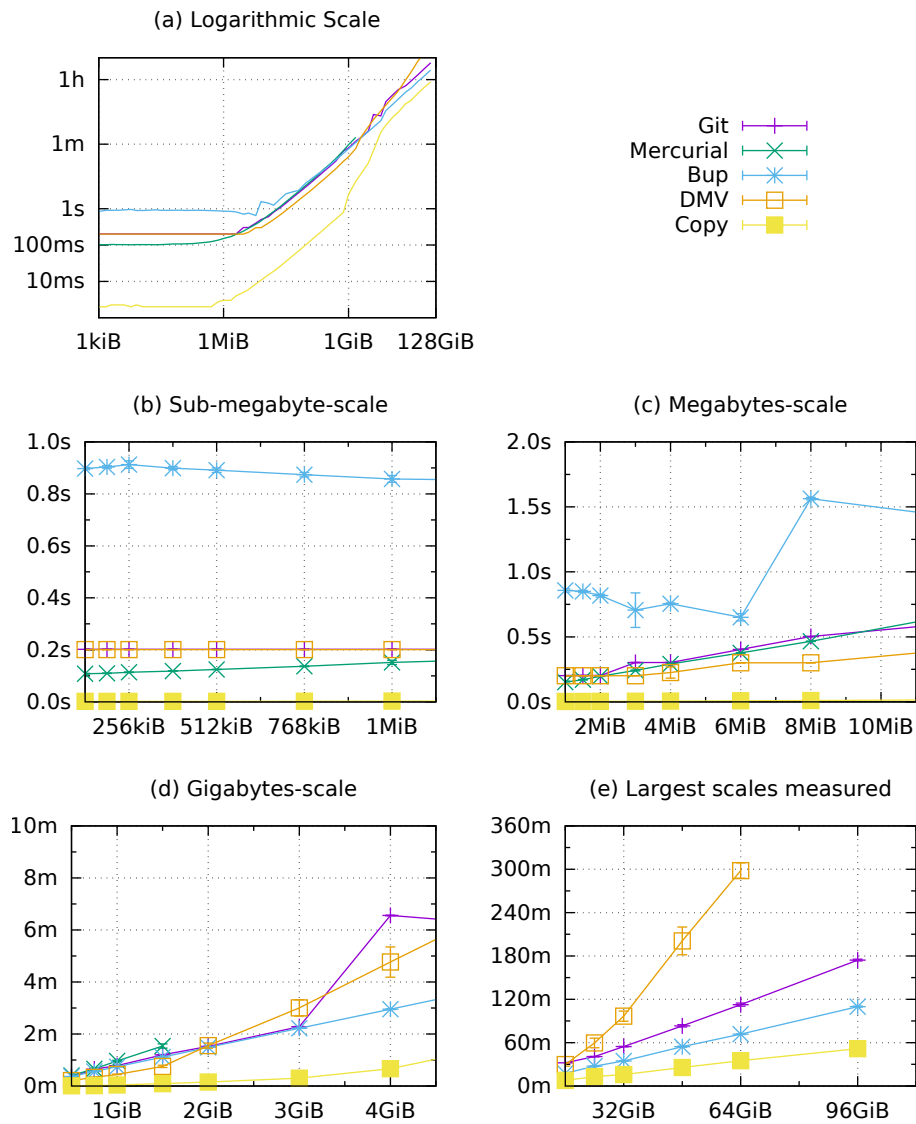 (a) Logarithmic Scale
1h
1m
1s
100ms
10ms
1kiB 1MiB 1GiB 128GiB
Git
Mercurial
Bup
DMV
Copy
(b) Sub-megabyte-scale
1.0s
0.8s
0.6s
0.4s
0.2s
0.0s
256kiB 512kiB 768kiB 1MiB
(c) Megabytes-scale
2.0s
1.5s
1.0s
0.5s
0.0s
2MiB 4MiB 6MiB 8MiB 10MiB
(d) Gigabytes-scale
10m
8m
6m
4m
2m
0m
1GiB 2GiB 3GiB 4GiB
(e) Largest scales measured
360m
300m
240m
180m
120m
60m
0m
32GiB 64GiB 96GiB